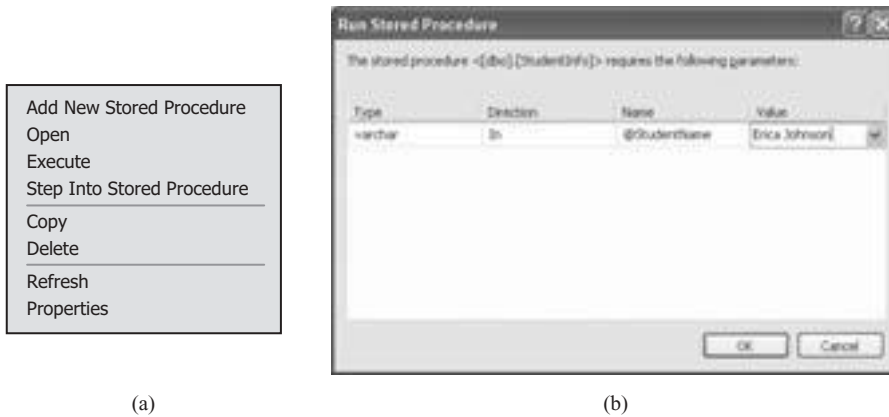 Add New Stored Procedure
Open
Execute
Step Into Stored Procedure
Copy
Delete
Refresh
Properties
(a)
Run Stored Procedure
The stored procedure <[dbo].[StudentInfo]> requires the following parameters:
Type Direction Name Value
varchar In @StudentName Erica Johnson
OK Cancel
(b)